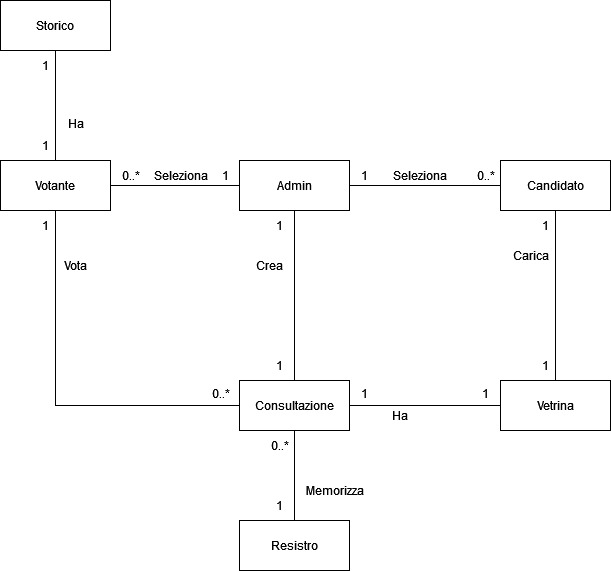 Storico
1
Ha
1
Votante
0..*
Seleziona
1
Admin
1
Seleziona
0..*
Candidato
1
1
1
Vota
Crea
Carica
0..*
1
1
Consultazione
1
Ha
1
Vetrina
0..*
Memorizza
1
Resistro